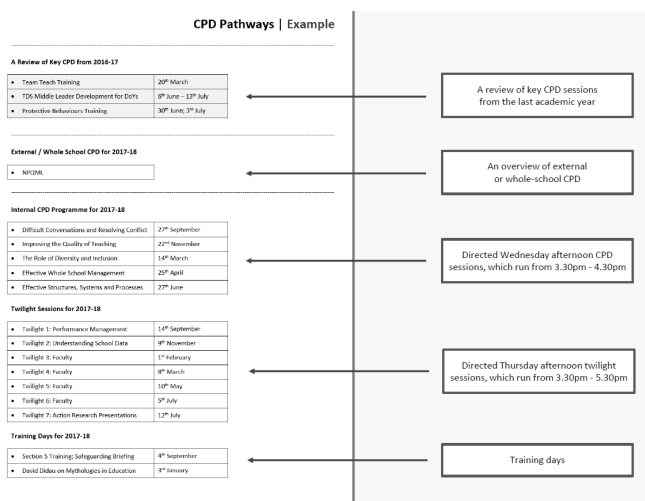 CPD Pathways | Example
A Review of Key CPD from 2016-17
• Team Teach Training 20th March
• TDS Middle Leader Development for DoYs 6th June – 13th July
• Protective Behaviours Training 30th June; 3rd July
A review of key CPD sessions
from the last academic year
External / Whole School CPD for 2017-18
• NPQML
An overview of external
or whole-school CPD
Internal CPD Programme for 2017-18
• Difficult Conversations and Resolving Conflict 27th September
• Improving the Quality of Teaching 22nd November
• The Role of Diversity and Inclusion 14th March
• Effective Whole School Management 25th April
• Effective Structures, Systems and Processes 27th June
Directed Wednesday afternoon CPD
sessions, which run from 3.30pm - 4.30pm
Twilight Sessions for 2017-18
• Twilight 1: Performance Management 14th September
• Twilight 2: Understanding School Data 9th November
• Twilight 3: Faculty 1st February
• Twilight 4: Faculty 8th March
• Twilight 5: Faculty 10th May
• Twilight 6: Faculty 5th July
• Twilight 7: Action Research Presentations 12th July
Directed Thursday afternoon twilight
sessions, which run from 3.30pm - 5.30pm
Training Days for 2017-18
• Section 5 Training; Safeguarding Briefing 4th September
• David Didau on Mythologies in Education 3rd January
Training days